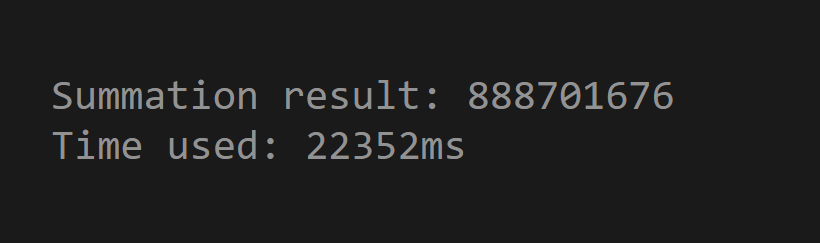 Summation result: 888701676
Time used: 22352ms